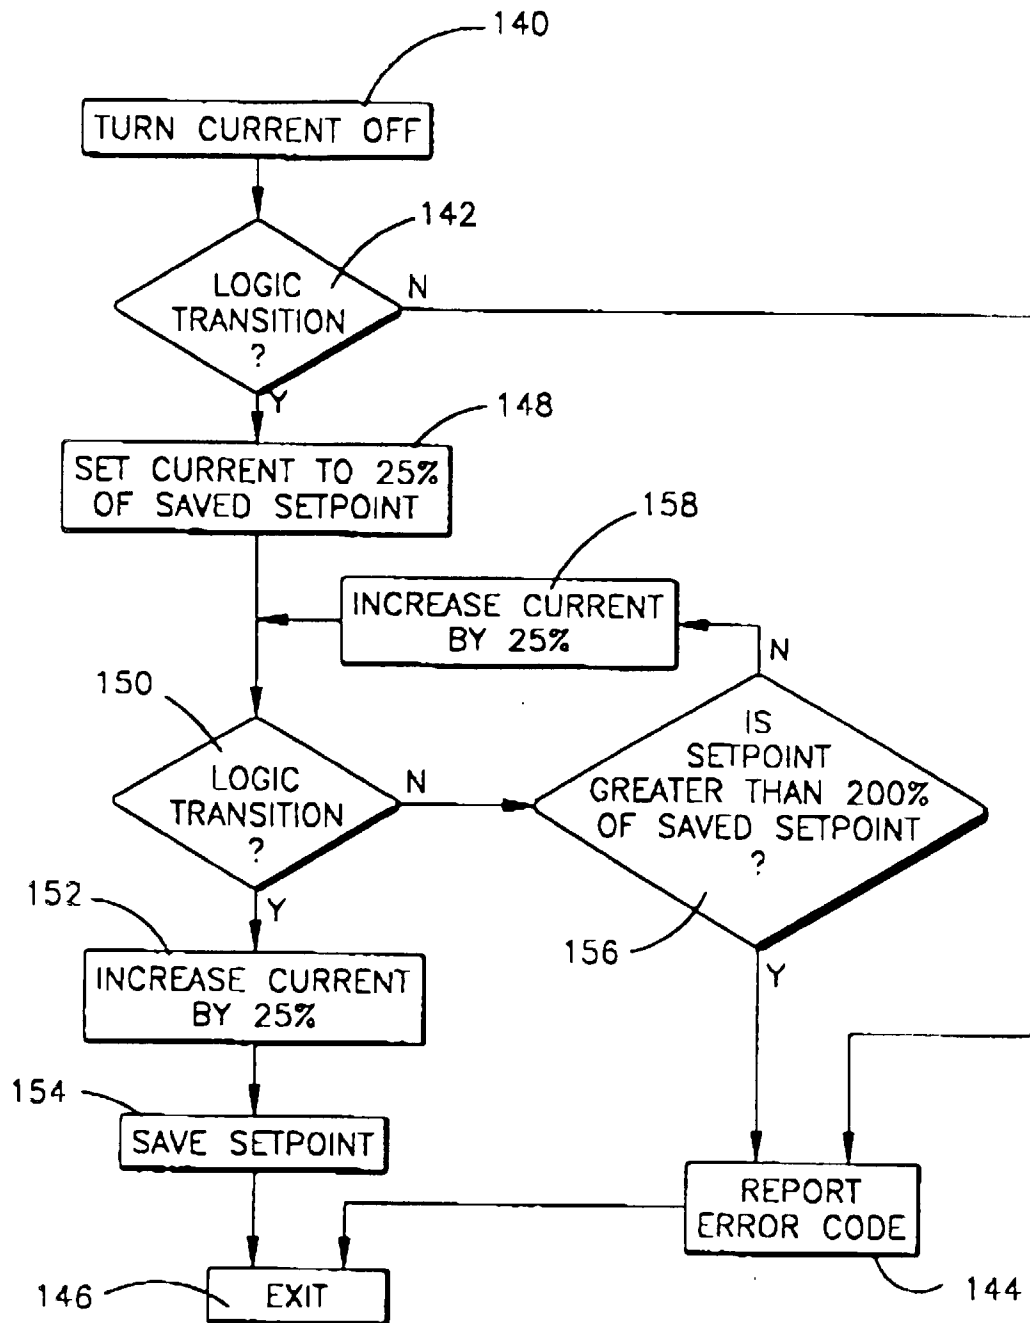 140
TURN CURRENT OFF
142
LOGIC
TRANSITION
?
N
Y
148
SET CURRENT TO 25%
OF SAVED SETPOINT
158
INCREASE CURRENT
BY 25%
N
150
LOGIC
TRANSITION
?
N
Y
IS
SETPOINT
GREATER THAN 200%
OF SAVED SETPOINT
?
156
Y
152
INCREASE CURRENT
BY 25%
154
SAVE SETPOINT
REPORT
ERROR CODE
144
146
EXIT